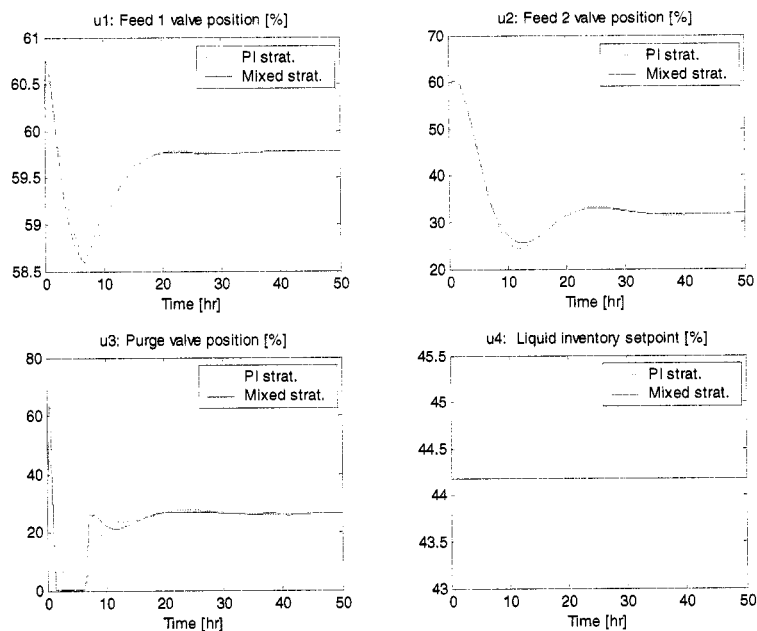 u1: Feed 1 valve position [%]
61
60.5
60
59.5
59
58.5
0 10 20 30 40 50
Time [hr]
PI strat.
Mixed strat.
u2: Feed 2 valve position [%]
70
60
50
40
30
20
0 10 20 30 40 50
Time [hr]
PI strat.
Mixed strat.
u3: Purge valve position [%]
80
60
40
20
0
0 10 20 30 40 50
Time [hr]
PI strat.
Mixed strat.
u4: Liquid inventory setpoint [%]
45.5
45
44.5
44
43.5
43
0 10 20 30 40 50
Time [hr]
PI strat.
Mixed strat.